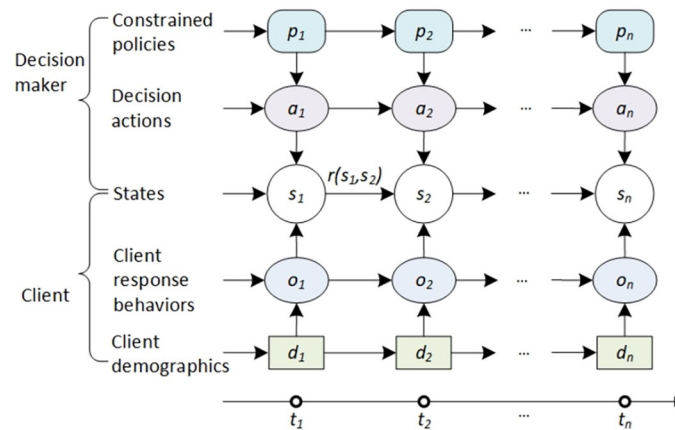 Constrained
policies
p1 p2 ... pn
Decision
maker
Decision
actions
a1 a2 ... an
r(s1,s2)
States
s1 s2 ... sn
Client
response
behaviors
o1 o2 ... on
Client
Client
demographics
d1 d2 ... dn
t1 t2 ... tn